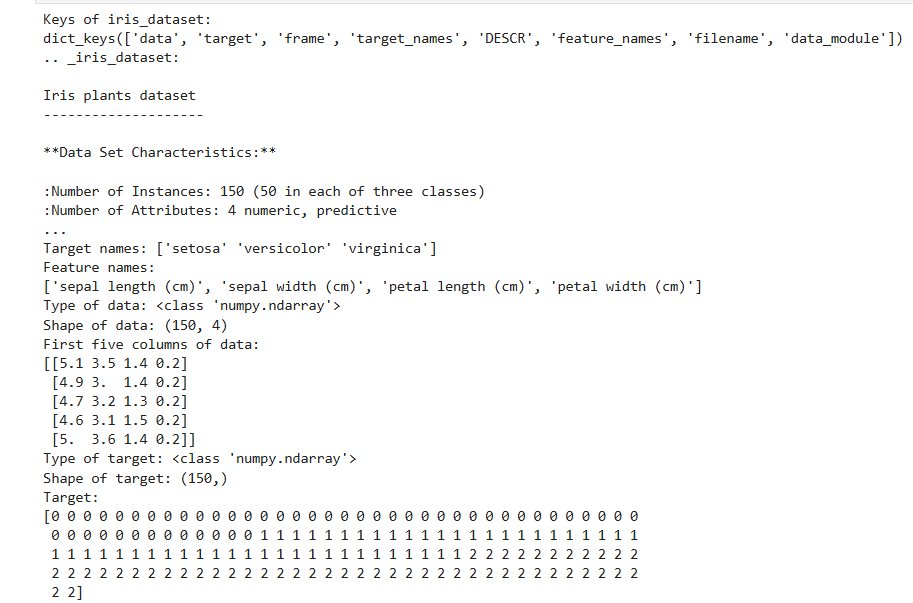 Keys of iris_dataset:
dict_keys(['data', 'target', 'frame', 'target_names', 'DESCR', 'feature_names', 'filename', 'data_module'])
.. _iris_dataset:
Iris plants dataset
--------------------
**Data Set Characteristics:**
:Number of Instances: 150 (50 in each of three classes)
:Number of Attributes: 4 numeric, predictive
...
Target names: ['setosa' 'versicolor' 'virginica']
Feature names:
['sepal length (cm)', 'sepal width (cm)', 'petal length (cm)', 'petal width (cm)']
Type of data: <class 'numpy.ndarray'>
Shape of data: (150, 4)
First five columns of data:
[[5.1 3.5 1.4 0.2]
 [4.9 3.  1.4 0.2]
 [4.7 3.2 1.3 0.2]
 [4.6 3.1 1.5 0.2]
 [5.  3.6 1.4 0.2]]
Type of target: <class 'numpy.ndarray'>
Shape of target: (150,)
Target:
[0 0 0 0 0 0 0 0 0 0 0 0 0 0 0 0 0 0 0 0 0 0 0 0 0 0 0 0 0 0 0 0 0 0 0 0 0
 0 0 0 0 0 0 0 0 0 0 0 0 0 1 1 1 1 1 1 1 1 1 1 1 1 1 1 1 1 1 1 1 1 1 1 1 1
 1 1 1 1 1 1 1 1 1 1 1 1 1 1 1 1 1 1 1 1 1 1 1 1 1 1 2 2 2 2 2 2 2 2 2 2 2
 2 2 2 2 2 2 2 2 2 2 2 2 2 2 2 2 2 2 2 2 2 2 2 2 2 2 2 2 2 2 2 2 2 2 2 2 2
 2 2]